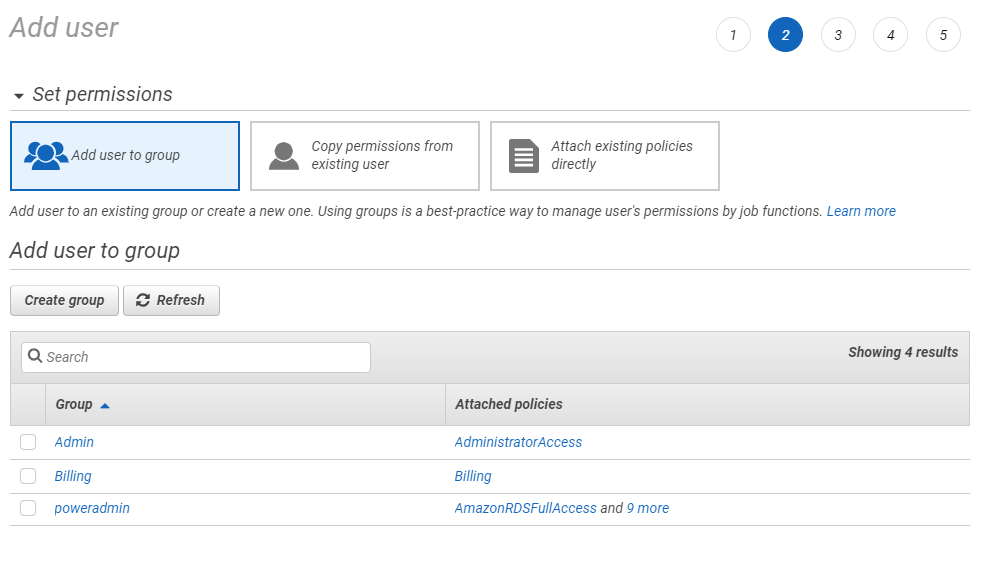 Add user
1 2 3 4 5
Set permissions
Add user to group
Copy permissions from
existing user
Attach existing policies
directly
Add user to an existing group or create a new one. Using groups is a best-practice way to manage user's permissions by job functions. Learn more
Add user to group
Create group Refresh
Search Showing 4 results
Group Attached policies
Admin AdministratorAccess
Billing Billing
poweradmin AmazonRDSFullAccess and 9 more